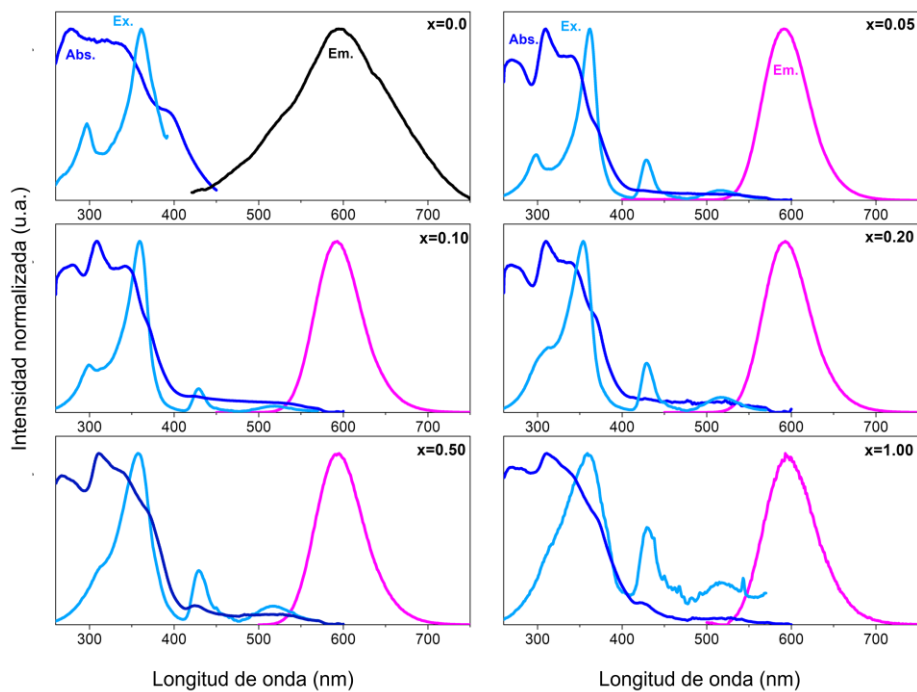 Ex. x=0.0
Abs. Em.
300 400 500 600 700
Ex. x=0.05
Abs. Em.
300 400 500 600 700
x=0.10
300 400 500 600 700
x=0.20
300 400 500 600 700
x=0.50
300 400 500 600 700
x=1.00
300 400 500 600 700
Intensidad normalizada (u.a.)
Longitud de onda (nm)
Longitud de onda (nm)